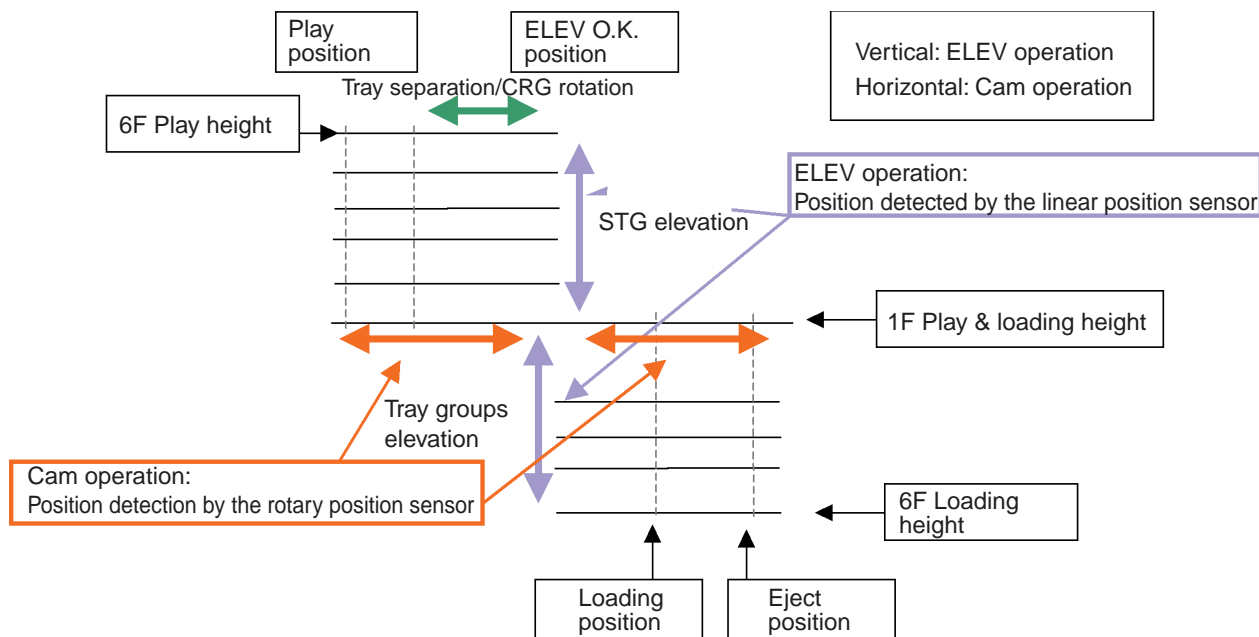 Play
position
ELEV O.K.
position
Vertical: ELEV operation
Horizontal: Cam operation
Tray separation/CRG rotation
6F Play height
ELEV operation:
Position detected by the linear position sensor
STG elevation
1F Play & loading height
Tray groups
elevation
Cam operation:
Position detection by the rotary position sensor
6F Loading
height
Loading
position
Eject
position